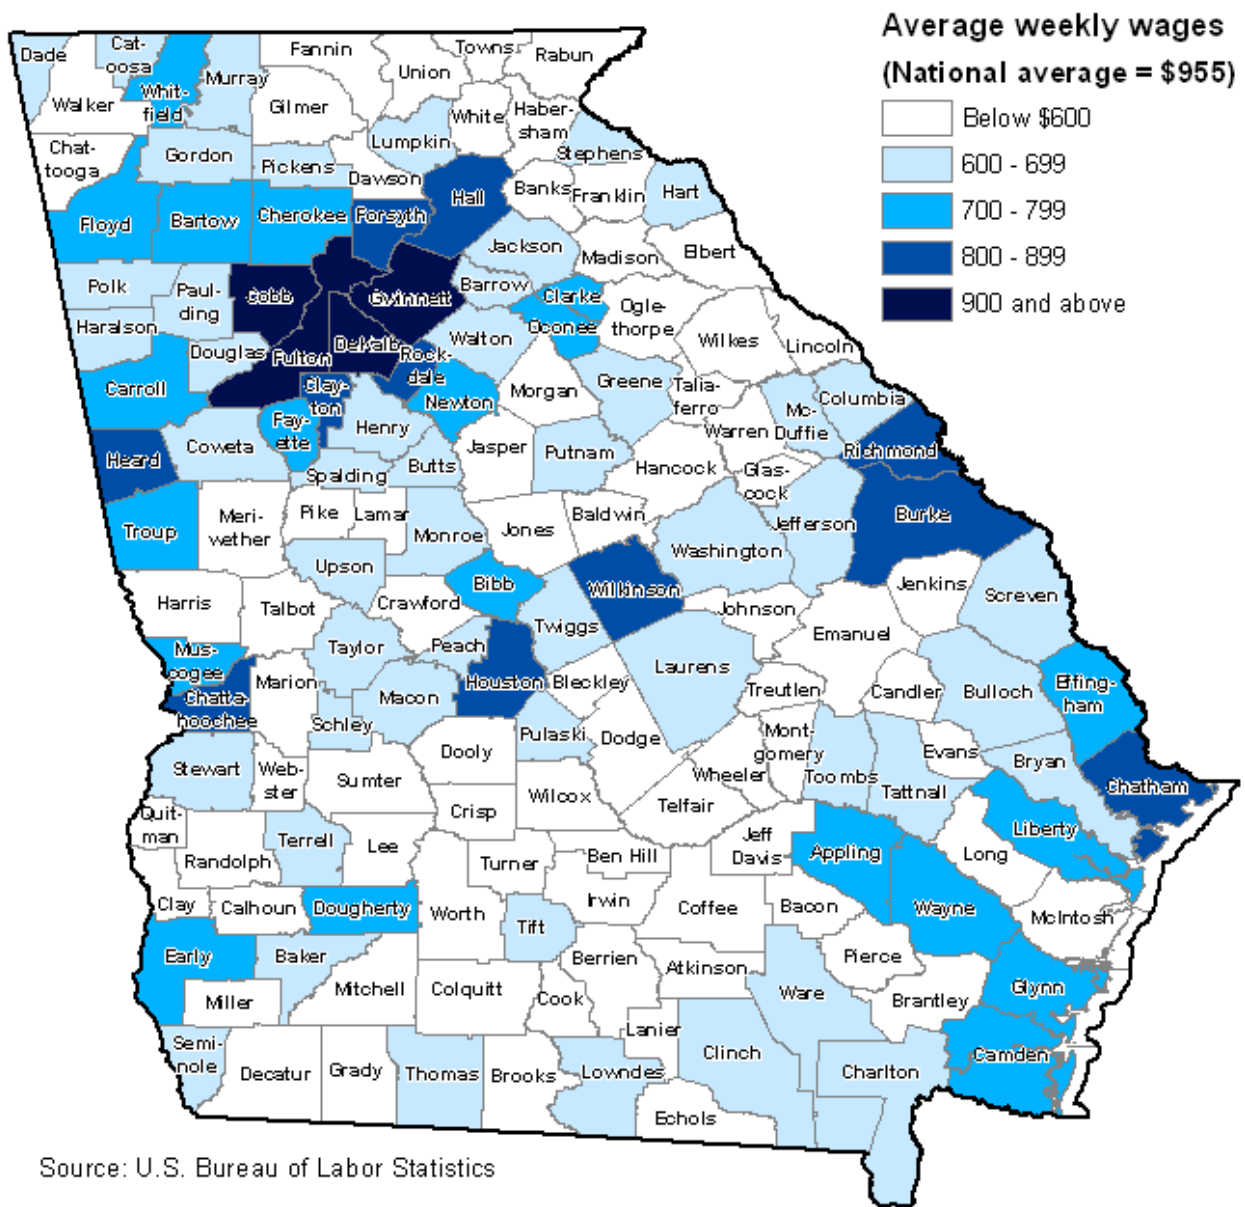 Average weekly wages
(National average = $955)
Below $600
600 - 699
700 - 799
800 - 899
900 and above
Dade
Cat-
oosa
Whit-
field
Murray
Fannin
Towns
Rabun
Union
Walker
Gilmer
White
Haber-
sham
Chat-
tooga
Gordon
Pickens
Lumpkin
Stephens
Dawson
Banks
Franklin
Hart
Hall
Floyd
Bartow
Cherokee
Forsyth
Jackson
Madison
Elbert
Polk
Paul-
ding
Cobb
Gwinnett
Barrow
Clarke
Oconee
Ogle-
thorpe
Wilkes
Lincoln
Haralson
Douglas
Fulton
DeKalb
Rock-
dale
Walton
Morgan
Greene
Talia-
ferro
Columbia
Carroll
Clay-
ton
Newton
Fay-
ette
Henry
Mc-
Duffie
Warren
Richmond
Heard
Coweta
Spalding
Butts
Jasper
Putnam
Hancock
Glas-
cock
Troup
Meri-
wether
Pike
Lamar
Monroe
Jones
Baldwin
Washington
Jefferson
Burke
Upson
Bibb
Wilkinson
Jenkins
Screven
Harris
Talbot
Crawford
Twiggs
Johnson
Emanuel
Mus-
cogee
Taylor
Peach
Laurens
Chatta-
hoochee
Marion
Macon
Houston
Bleckley
Treutlen
Candler
Bulloch
Effing-
ham
Schley
Dooly
Pulaski
Dodge
Mont-
gomery
Evans
Bryan
Stewart
Web-
ster
Sumter
Wheeler
Toombs
Tattnall
Chatham
Quit-
man
Crisp
Wilcox
Telfair
Liberty
Randolph
Terrell
Lee
Turner
Ben Hill
Jeff
Davis
Appling
Long
Clay
Calhoun
Dougherty
Worth
Irwin
Coffee
Bacon
Wayne
McIntosh
Tift
Early
Baker
Berrien
Pierce
Miller
Mitchell
Colquitt
Cook
Atkinson
Ware
Brantley
Glynn
Lanier
Semi-
nole
Decatur
Grady
Thomas
Brooks
Lowndes
Clinch
Charlton
Camden
Echols
Source: U.S. Bureau of Labor Statistics